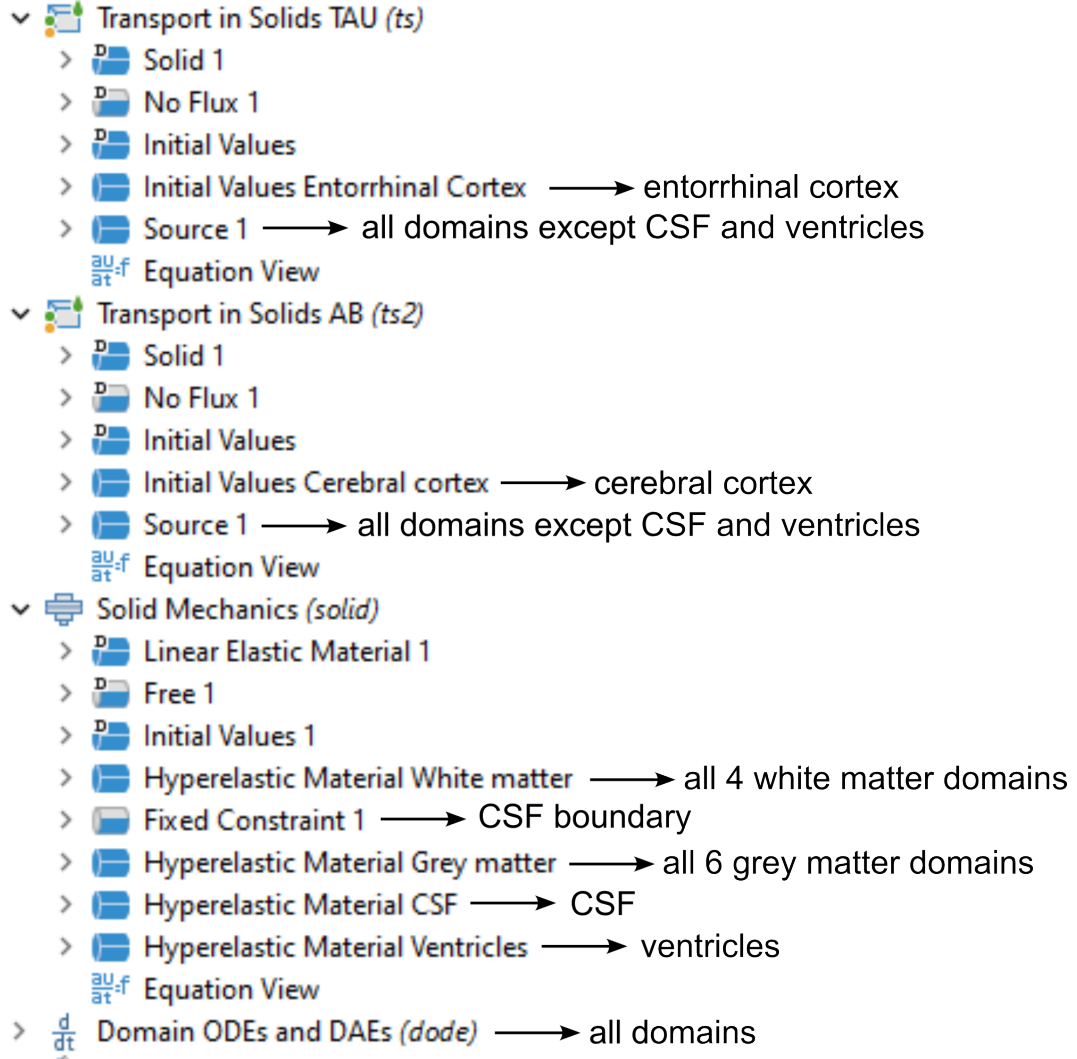 Transport in Solids TAU (ts)
D Solid 1
D No Flux 1
D Initial Values
Initial Values Entorrhinal Cortex → entorrhinal cortex
Source 1 → all domains except CSF and ventricles
∂u/∂t=f Equation View
Transport in Solids AB (ts2)
D Solid 1
D No Flux 1
D Initial Values
Initial Values Cerebral cortex → cerebral cortex
Source 1 → all domains except CSF and ventricles
∂u/∂t=f Equation View
Solid Mechanics (solid)
D Linear Elastic Material 1
D Free 1
D Initial Values 1
Hyperelastic Material White matter → all 4 white matter domains
Fixed Constraint 1 → CSF boundary
Hyperelastic Material Grey matter → all 6 grey matter domains
Hyperelastic Material CSF → CSF
Hyperelastic Material Ventricles → ventricles
∂u/∂t=f Equation View
d/dt Domain ODEs and DAEs (dode) → all domains